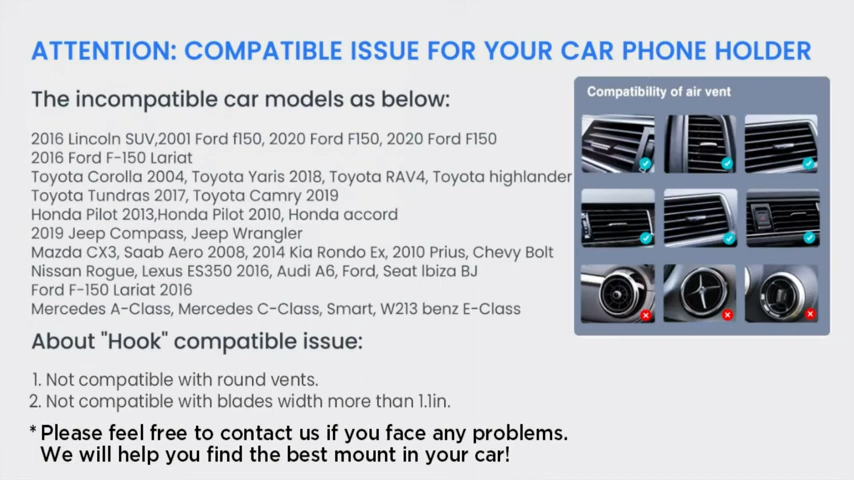 ATTENTION: COMPATIBLE ISSUE FOR YOUR CAR PHONE HOLDER
The incompatible car models as below:
2016 Lincoln SUV,2001 Ford f150, 2020 Ford F150, 2020 Ford F150
2016 Ford F-150 Lariat
Toyota Corolla 2004, Toyota Yaris 2018, Toyota RAV4, Toyota highlander
Toyota Tundras 2017, Toyota Camry 2019
Honda Pilot 2013,Honda Pilot 2010, Honda accord
2019 Jeep Compass, Jeep Wrangler
Mazda CX3, Saab Aero 2008, 2014 Kia Rondo Ex, 2010 Prius, Chevy Bolt
Nissan Rogue, Lexus ES350 2016, Audi A6, Ford, Seat Ibiza BJ
Ford F-150 Lariat 2016
Mercedes A-Class, Mercedes C-Class, Smart, W213 benz E-Class
Compatibility of air vent
About "Hook" compatible issue:
1. Not compatible with round vents.
2. Not compatible with blades width more than 1.1in.
* Please feel free to contact us if you face any problems.
We will help you find the best mount in your car!